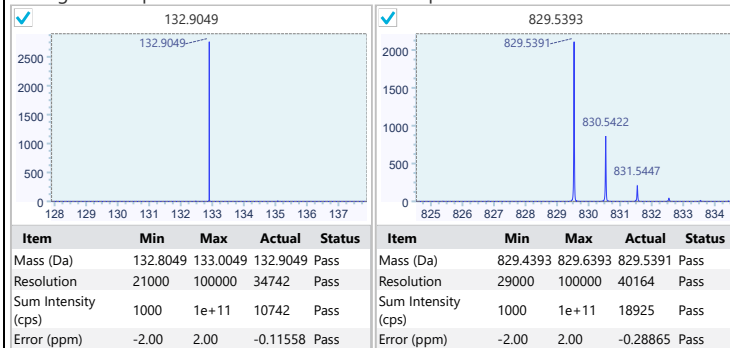 132.9049
132.9049
2500
2000
1500
1000
500
0
128 129 130 131 132 133 134 135 136 137
Item Min Max Actual Status
Mass (Da) 132.8049 133.0049 132.9049 Pass
Resolution 21000 100000 34742 Pass
Sum Intensity
(cps) 1000 1e+11 10742 Pass
Error (ppm) -2.00 2.00 -0.11558 Pass
829.5393
829.5391
2000
1500
1000
500
0
830.5422
831.5447
825 826 827 828 829 830 831 832 833 834
Item Min Max Actual Status
Mass (Da) 829.4393 829.6393 829.5391 Pass
Resolution 29000 100000 40164 Pass
Sum Intensity
(cps) 1000 1e+11 18925 Pass
Error (ppm) -2.00 2.00 -0.28865 Pass